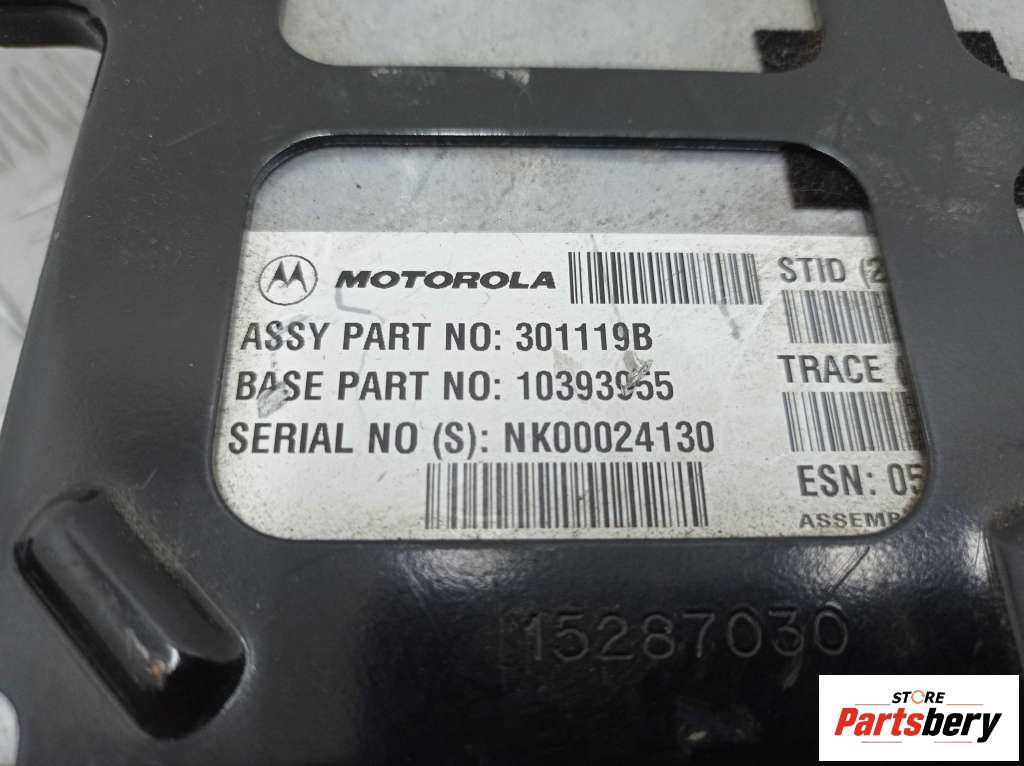 MOTOROLA
ASSY PART NO: 301119B
BASE PART NO: 10393955
SERIAL NO (S): NK00024130
STID (2
TRACE
ESN: 05
ASSEMB
15287030
STORE
Partsbery